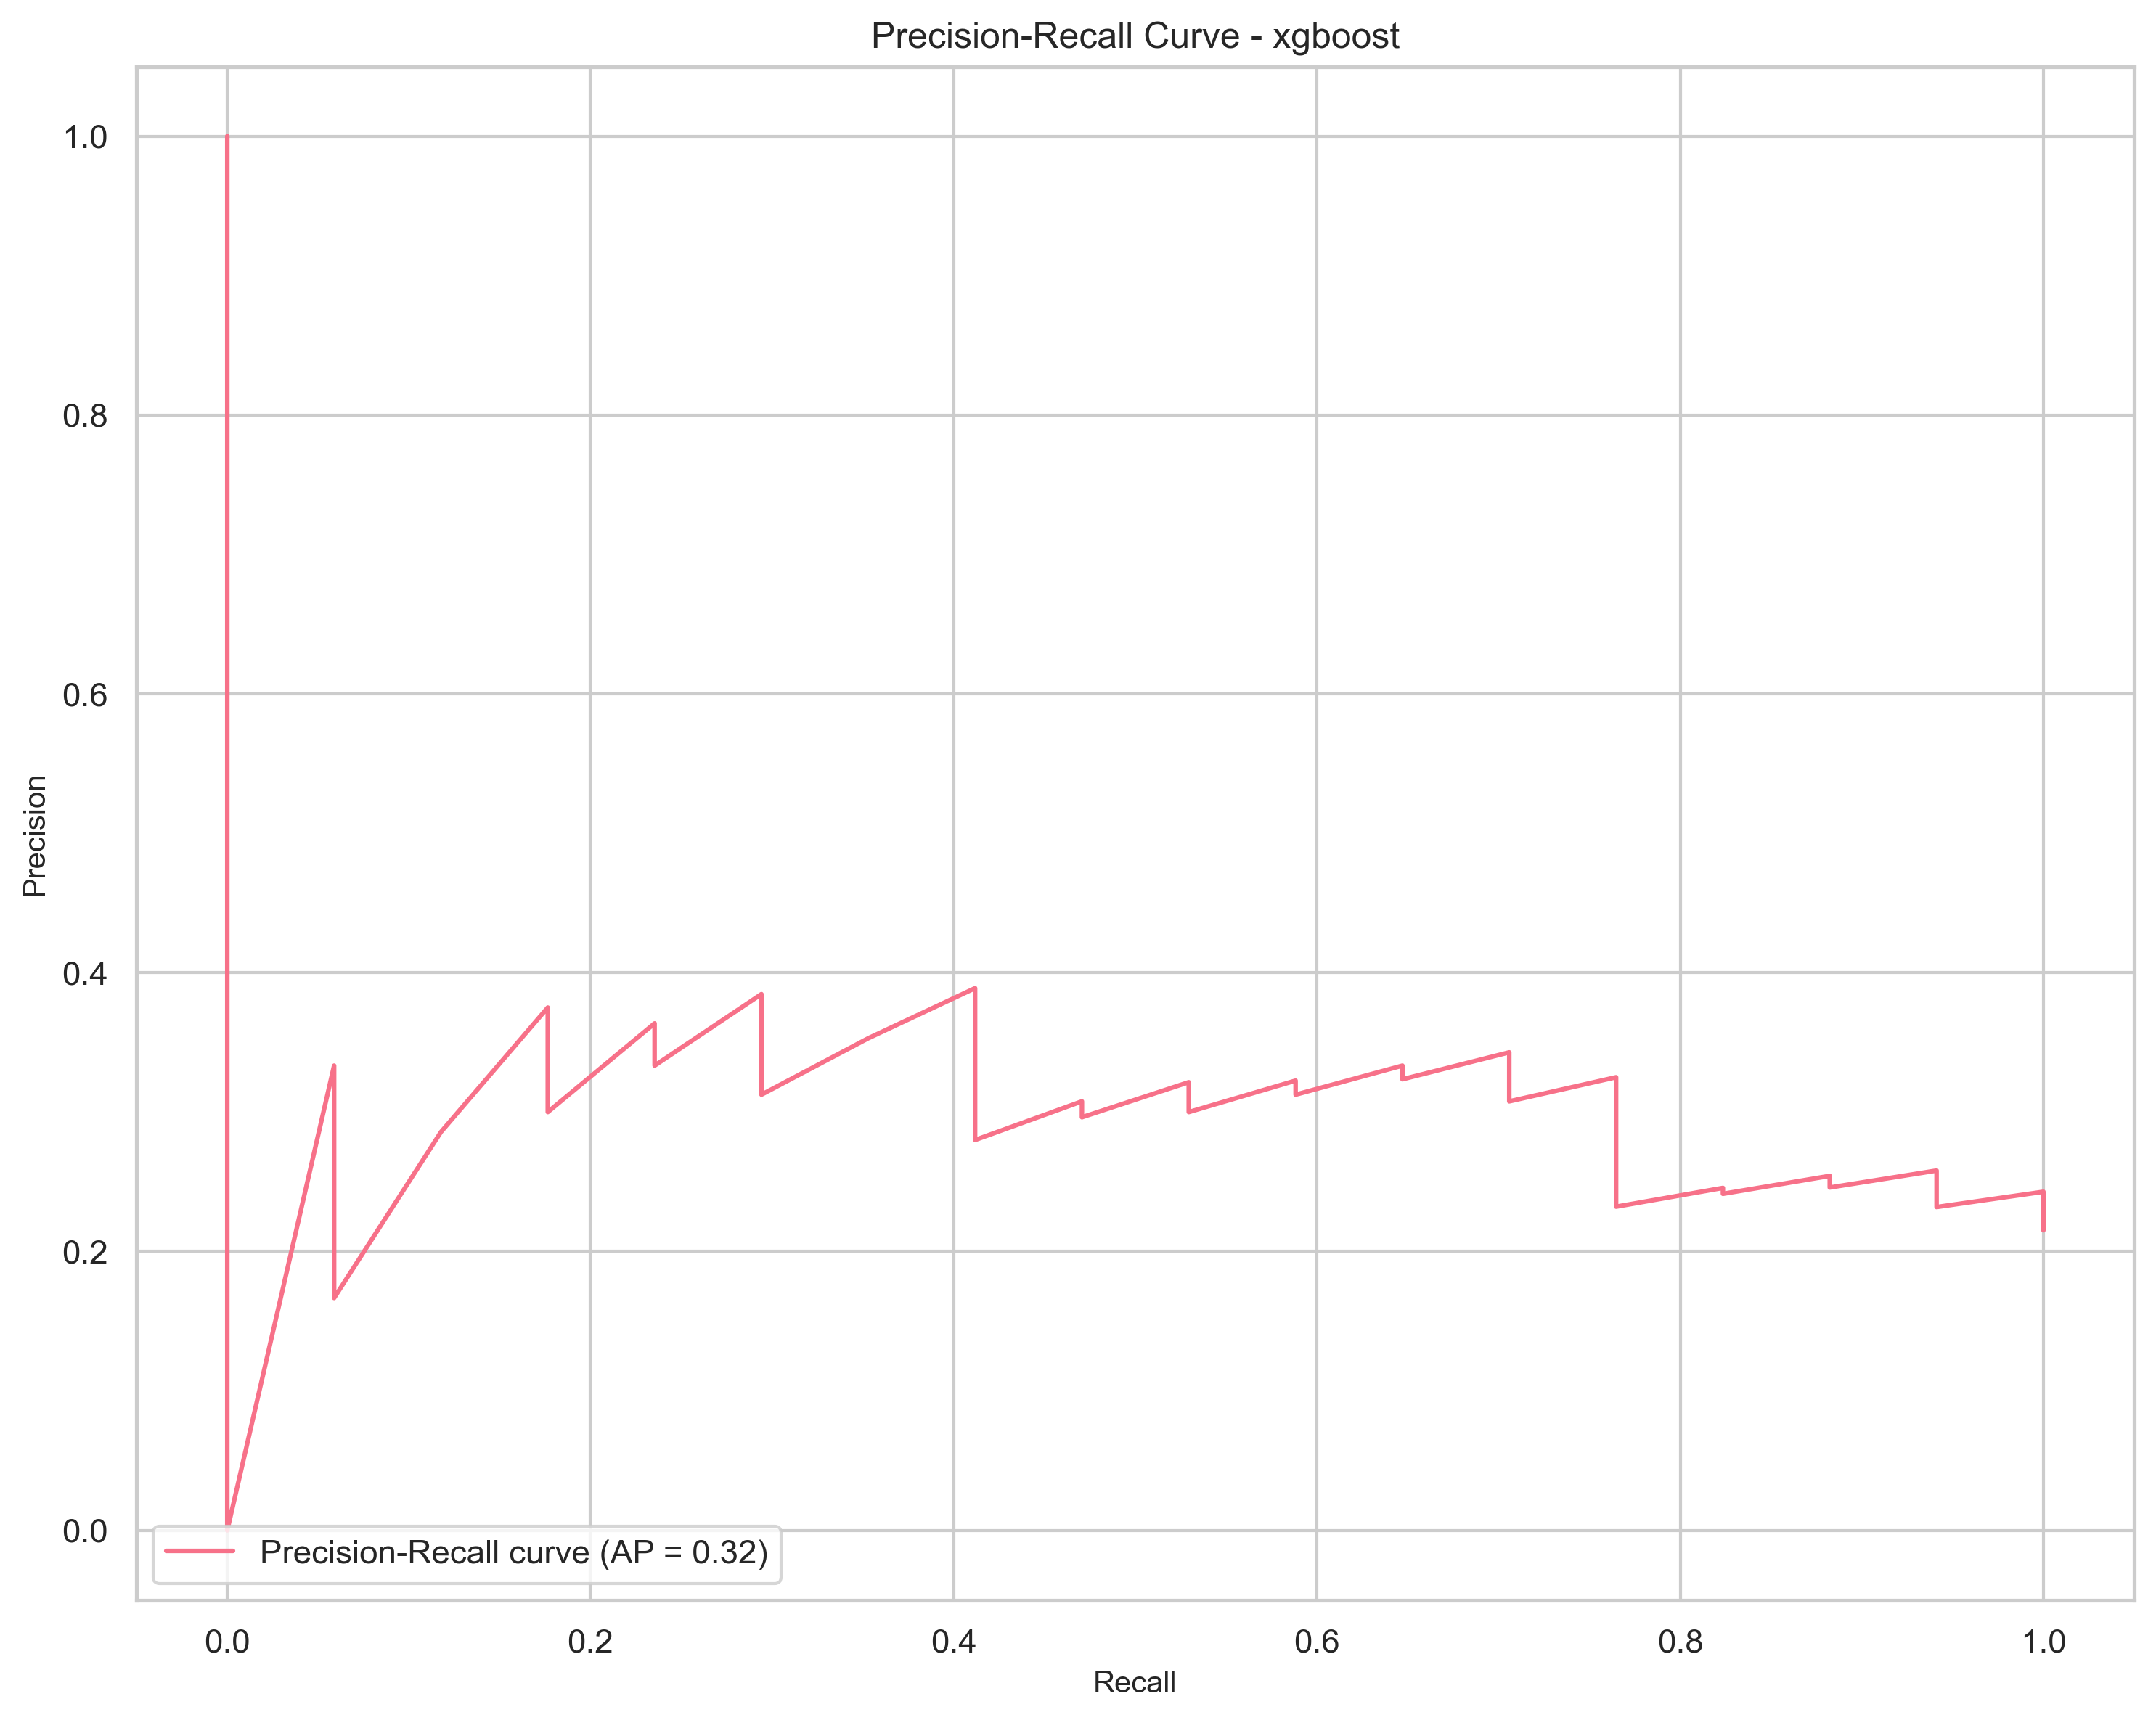 Precision-Recall Curve - xgboost
1.0
0.8
0.6
0.4
0.2
0.0
Precision
Precision-Recall curve (AP = 0.32)
0.0 0.2 0.4 0.6 0.8 1.0
Recall